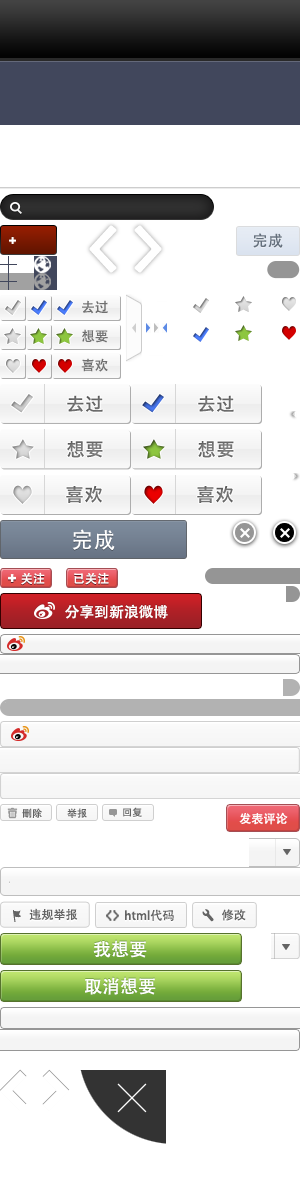 完成
去过
想要
喜欢
去过 去过
想要 想要
喜欢 喜欢
完成
关注 已关注
分享到新浪微博
删除 举报 回复 发表评论
违规举报 html代码 修改
我想要
取消想要